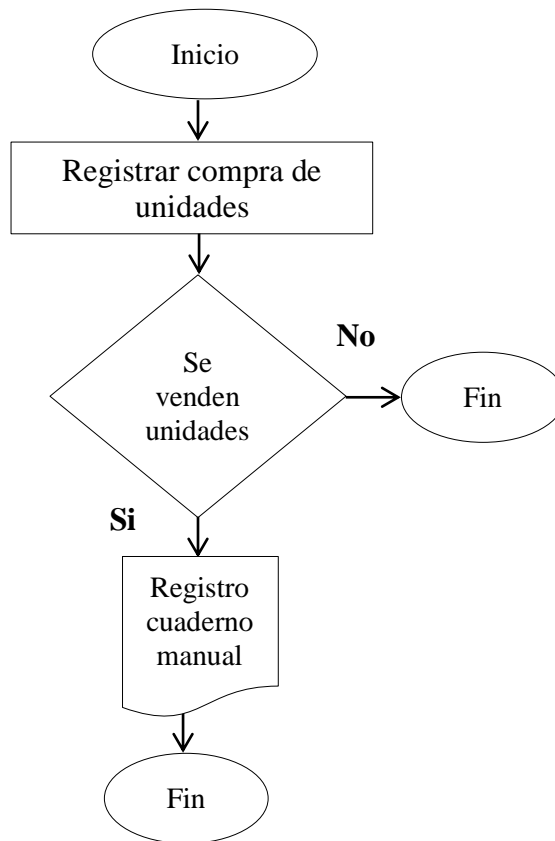 Inicio
Registrar compra de
unidades
No
Se
venden
unidades
Fin
Si
Registro
cuaderno
manual
Fin